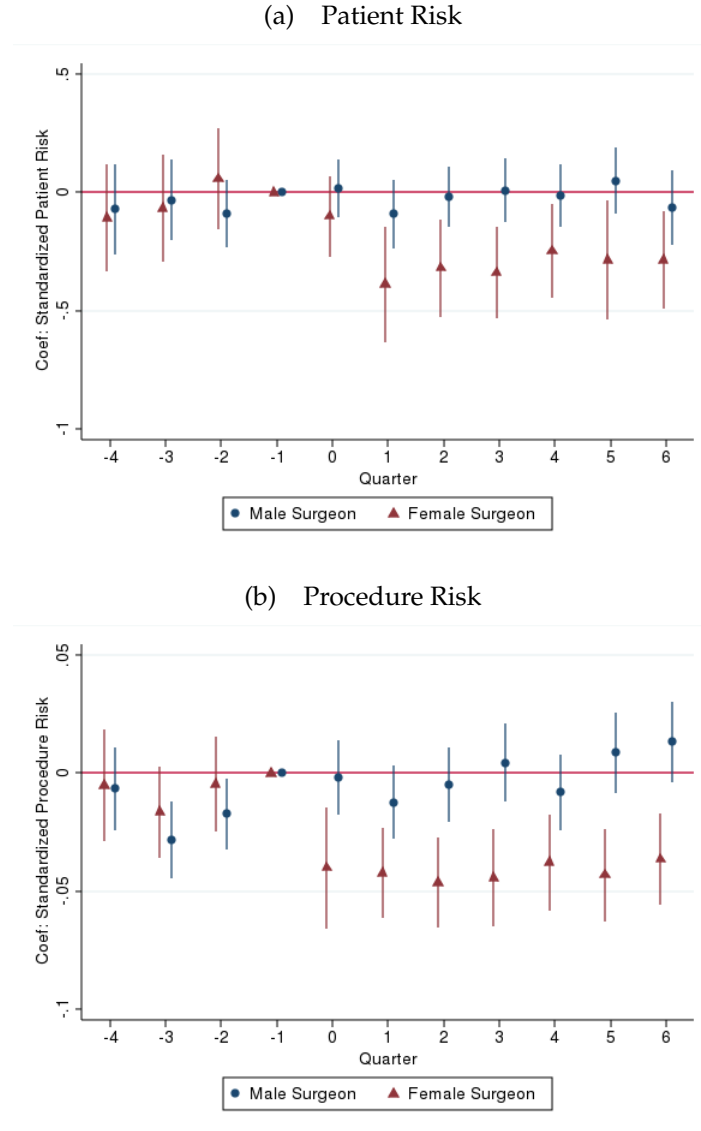 (a) Patient Risk
Coef: Standardized Patient Risk
.5
0
-.5
-1
-4 -3 -2 -1 0 1 2 3 4 5 6
Quarter
Male Surgeon Female Surgeon
(b) Procedure Risk
Coef: Standardized Procedure Risk
.05
0
-.05
-.1
-4 -3 -2 -1 0 1 2 3 4 5 6
Quarter
Male Surgeon Female Surgeon